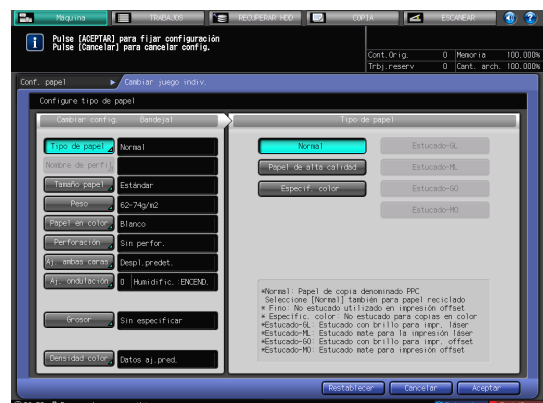 Máquina TRABAJOS RECUPERAR HDD COPIA ESCANEAR
Pulse [ACEPTAR] para fijar configuración
Pulse [Cancelar] para cancelar config.
Cont.Orig. 0 Memoria 100.000%
Trbj.reserv 0 Cant. arch. 100.000%
Conf. papel Cambiar juego indiv.
Configure tipo de papel
Cambiar config. Bandeja1 Tipo de papel
Tipo de papel Normal
Nombre de perfil
Tamaño papel Estándar
Peso 62-74g/m2
Papel en color Blanco
Perforación Sin perfor.
Aj. ambas caras Despl.predet.
Aj. ondulación 0 Humidific.:ENCEND.
Grosor Sin especificar
Densidad color Datos aj.pred.
Normal Estucado-GL
Papel de alta calidad Estucado-ML
Especif. color Estucado-GO
Estucado-MO
*Normal: Papel de copia denominado PPC
Seleccione [Normal] también para papel reciclado
* Fino: No estucado utilizado en impresión offset
* Especific. color: No estucado para copias en color
*Estucado-GL: Estucado con brillo para impr. láser
*Estucado-ML: Estucado mate para la impresión láser
*Estucado-GO: Estucado con brillo para impr. offset
*Estucado-MO: Estucado mate para impresión offset
Restablecer Cancelar Aceptar